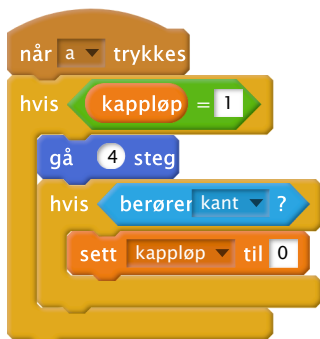 når a trykkes
hvis kappløp = 1
gå 4 steg
hvis berører kant ?
sett kappløp til 0